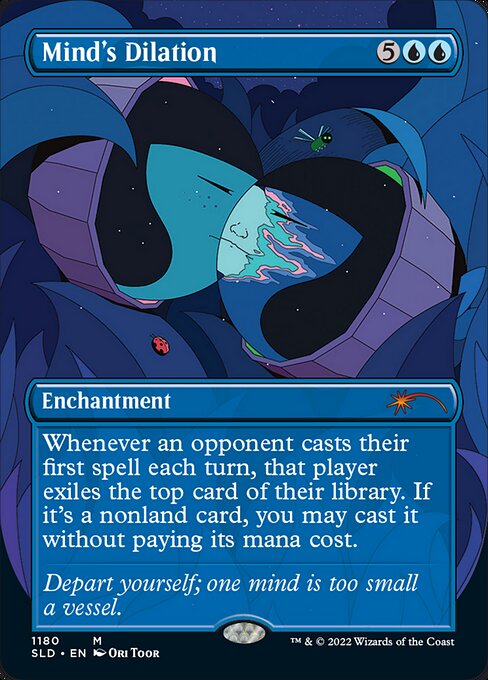 Mind's Dilation 5
Enchantment
Whenever an opponent casts their
first spell each turn, that player
exiles the top card of their library. If
it's a nonland card, you may cast it
without paying its mana cost.
Depart yourself; one mind is too small
a vessel.
1180 M
SLD • EN Ori Toor
™ & © 2022 Wizards of the Coast